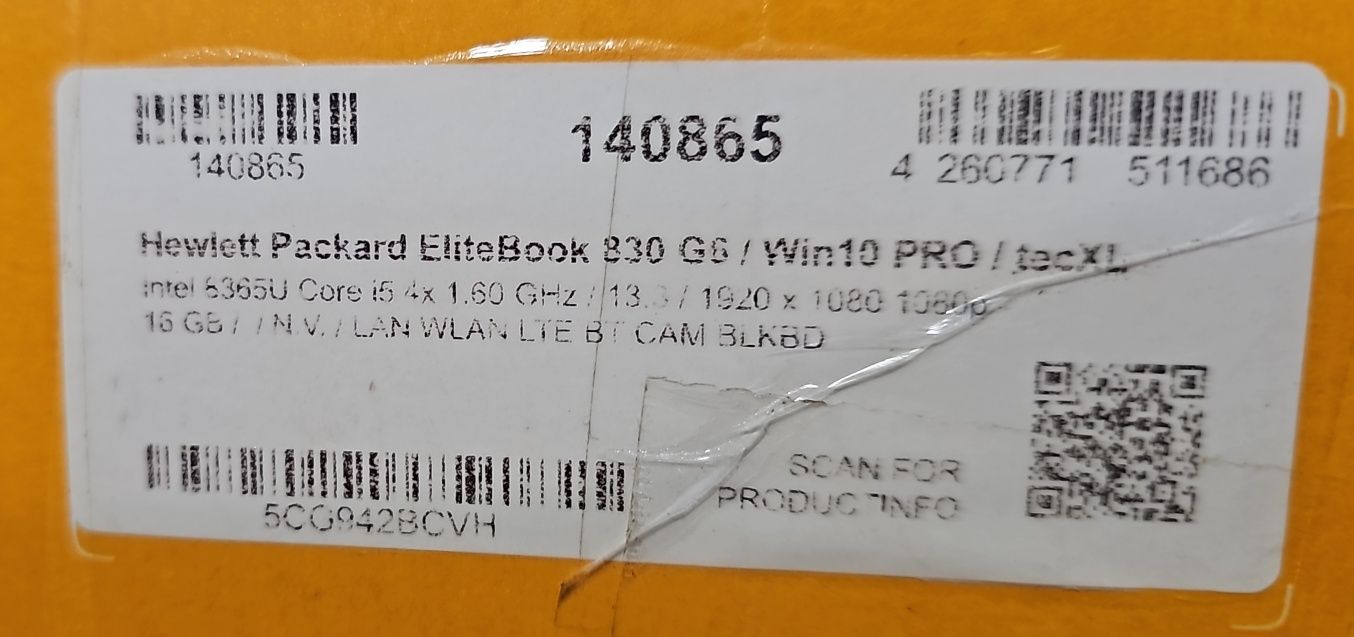 140865
140865
4 260771 511686
Hewlett Packard EliteBook 830 G6 / Win10 PRO / tecXL
Intel 8365U Core i5 4x 1.60 GHz / 13.3 / 1920 x 1080 1080p
16 GB / / N.V. / LAN WLAN LTE BT CAM BLKBD
5CG942BCVH
SCAN FOR
PRODUCT INFO